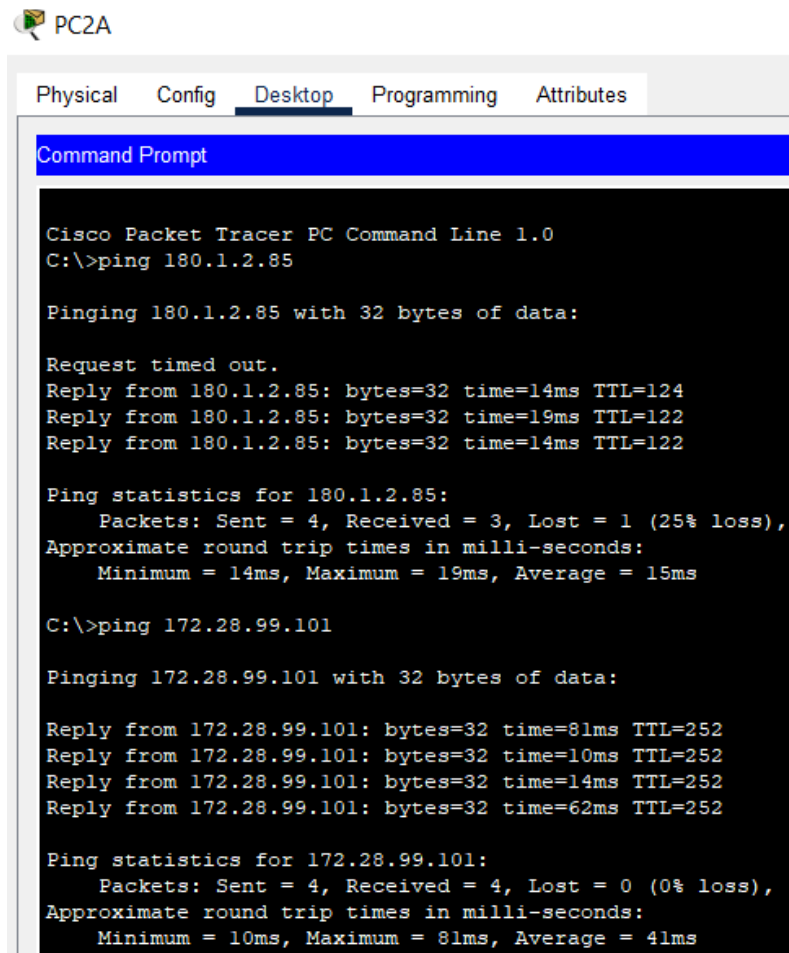 PC2A
Physical Config Desktop Programming Attributes
Command Prompt
Cisco Packet Tracer PC Command Line 1.0
C:\>ping 180.1.2.85
Pinging 180.1.2.85 with 32 bytes of data:
Request timed out.
Reply from 180.1.2.85: bytes=32 time=14ms TTL=124
Reply from 180.1.2.85: bytes=32 time=19ms TTL=122
Reply from 180.1.2.85: bytes=32 time=14ms TTL=122
Ping statistics for 180.1.2.85:
Packets: Sent = 4, Received = 3, Lost = 1 (25% loss),
Approximate round trip times in milli-seconds:
Minimum = 14ms, Maximum = 19ms, Average = 15ms
C:\>ping 172.28.99.101
Pinging 172.28.99.101 with 32 bytes of data:
Reply from 172.28.99.101: bytes=32 time=81ms TTL=252
Reply from 172.28.99.101: bytes=32 time=10ms TTL=252
Reply from 172.28.99.101: bytes=32 time=14ms TTL=252
Reply from 172.28.99.101: bytes=32 time=62ms TTL=252
Ping statistics for 172.28.99.101:
Packets: Sent = 4, Received = 4, Lost = 0 (0% loss),
Approximate round trip times in milli-seconds:
Minimum = 10ms, Maximum = 81ms, Average = 41ms